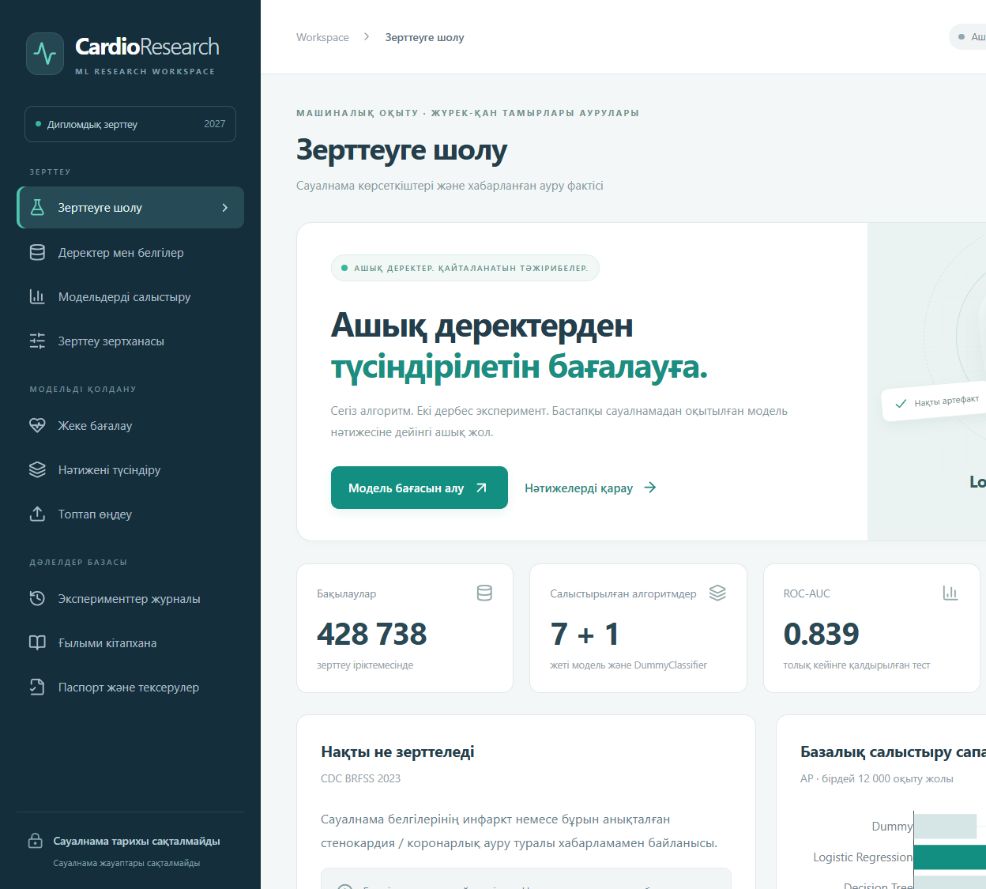 CardioResearch
ML RESEARCH WORKSPACE
Дипломдық зерттеу 2027
ЗЕРТТЕУ
Зерттеуге шолу
Деректер мен белгілер
Модельдерді салыстыру
Зерттеу зертханасы
МОДЕЛЬДІ ҚОЛДАНУ
Жеке бағалау
Нәтижені түсіндіру
Топтап өңдеу
ДӘЛЕЛДЕР БАЗАСЫ
Эксперименттер журналы
Ғылыми кітапхана
Паспорт және тексерулер
Сауалнама тарихы сақталмайды
Сауалнама жауаптары сақталмайды
Workspace > Зерттеуге шолу
МАШИНАЛЫҚ ОҚЫТУ · ЖҮРЕК-ҚАН ТАМЫРЛАРЫ АУРУЛАРЫ
Зерттеуге шолу
Сауалнама көрсеткіштері және хабарланған ауру фактісі
АШЫҚ ДЕРЕКТЕР. ҚАЙТАЛАНАТЫН ТӘЖІРИБЕЛЕР.
Ашық деректерден
түсіндірілетін бағалауға.
Сегіз алгоритм. Екі дербес эксперимент. Бастапқы сауалнамадан оқытылған модель
нәтижесіне дейінгі ашық жол.
Модель бағасын алу
Нәтижелерді қарау
Нақты артефакт
Бақылаулар
428 738
зерттеу іріктемесінде
Салыстырылған алгоритмдер
7 + 1
жеті модель және DummyClassifier
ROC-AUC
0.839
толық кейінге қалдырылған тест
Нақты не зерттеледі
CDC BRFSS 2023
Сауалнама белгілерінің инфаркт немесе бұрын анықталған
стенокардия / коронарлық ауру туралы хабарламамен байланысы.
Базалық салыстыру
AP · бірдей 12 000 оқыту жолы
Dummy
Logistic Regression
Decision Tree